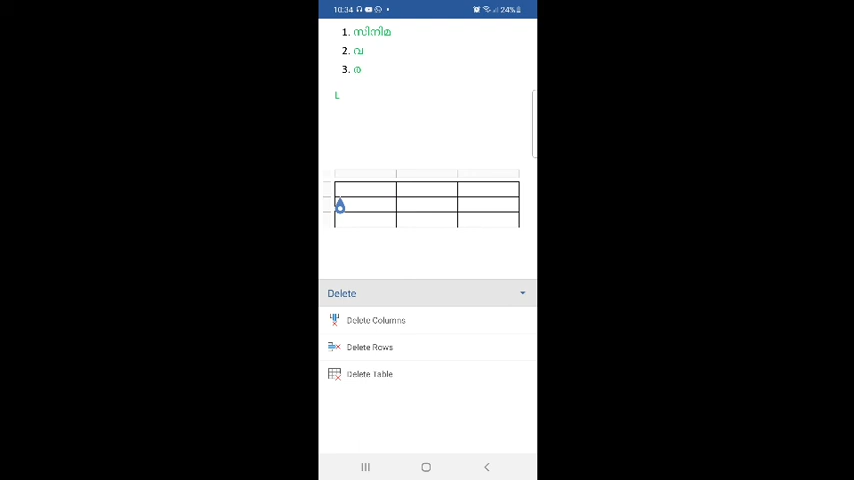 10:34 24%
1. സിനിമ
2. വ
3. ര
L
Delete
Delete Columns
Delete Rows
Delete Table